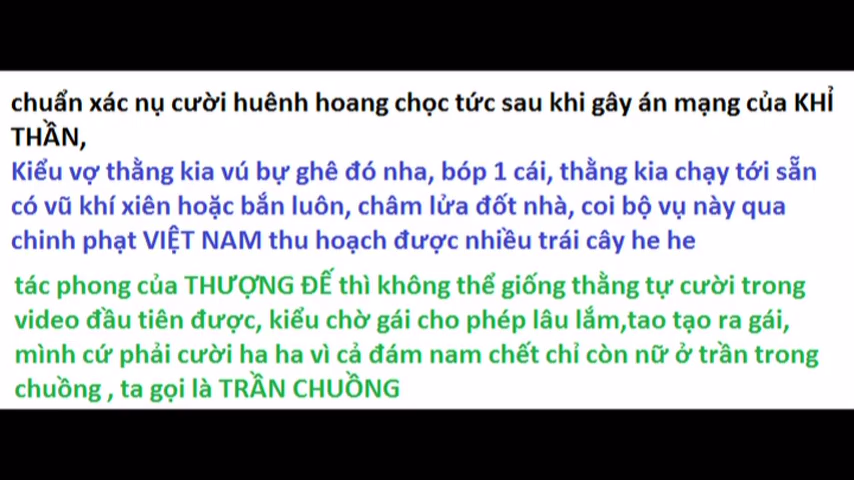 chuẩn xác nụ cười huênh hoang chọc tức sau khi gây án mạng của KHỈ
THẦN,
Kiểu vợ thằng kia vú bự ghê đó nha, bóp 1 cái, thằng kia chạy tới sẵn
có vũ khí xiên hoặc bắn luôn, châm lửa đốt nhà, coi bộ vụ này qua
chinh phạt VIỆT NAM thu hoạch được nhiều trái cây he he
tác phong của THƯỢNG ĐẾ thì không thể giống thằng tự cười trong
video đầu tiên được, kiểu chờ gái cho phép lâu lắm,tao tạo ra gái,
mình cứ phải cười ha ha vì cả đám nam chết chỉ còn nữ ở trần trong
chuồng , ta gọi là TRẦN CHUỒNG